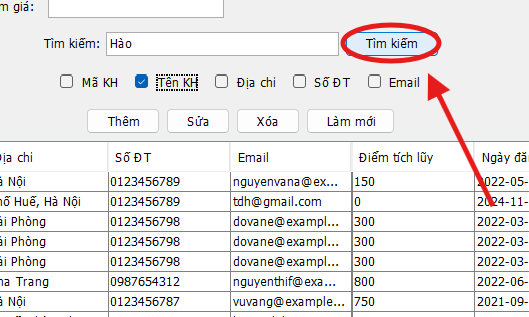 m giá:
Tìm kiếm: Hào Tìm kiếm
Mã KH Tên KH Địa chi Số ĐT Email
Thêm Sửa Xóa Làm mới
Địa chi Số ĐT Email Điểm tích lũy Ngày đăn
à Nội 0123456789 nguyenvana@ex... 150 2022-05-
hố Huế, Hà Nội 0123456789 tdh@gmail.com 0 2024-11-
ải Phòng 0123456798 dovane@exampl... 300 2022-03-
ải Phòng 0123456798 dovane@exampl... 300 2022-03-
ải Phòng 0123456798 dovane@exampl... 300 2022-03-
ha Trang 0987654312 nguyenthif@exa... 800 2022-06-
à Nội 0123456787 vuvang@example... 750 2021-09-